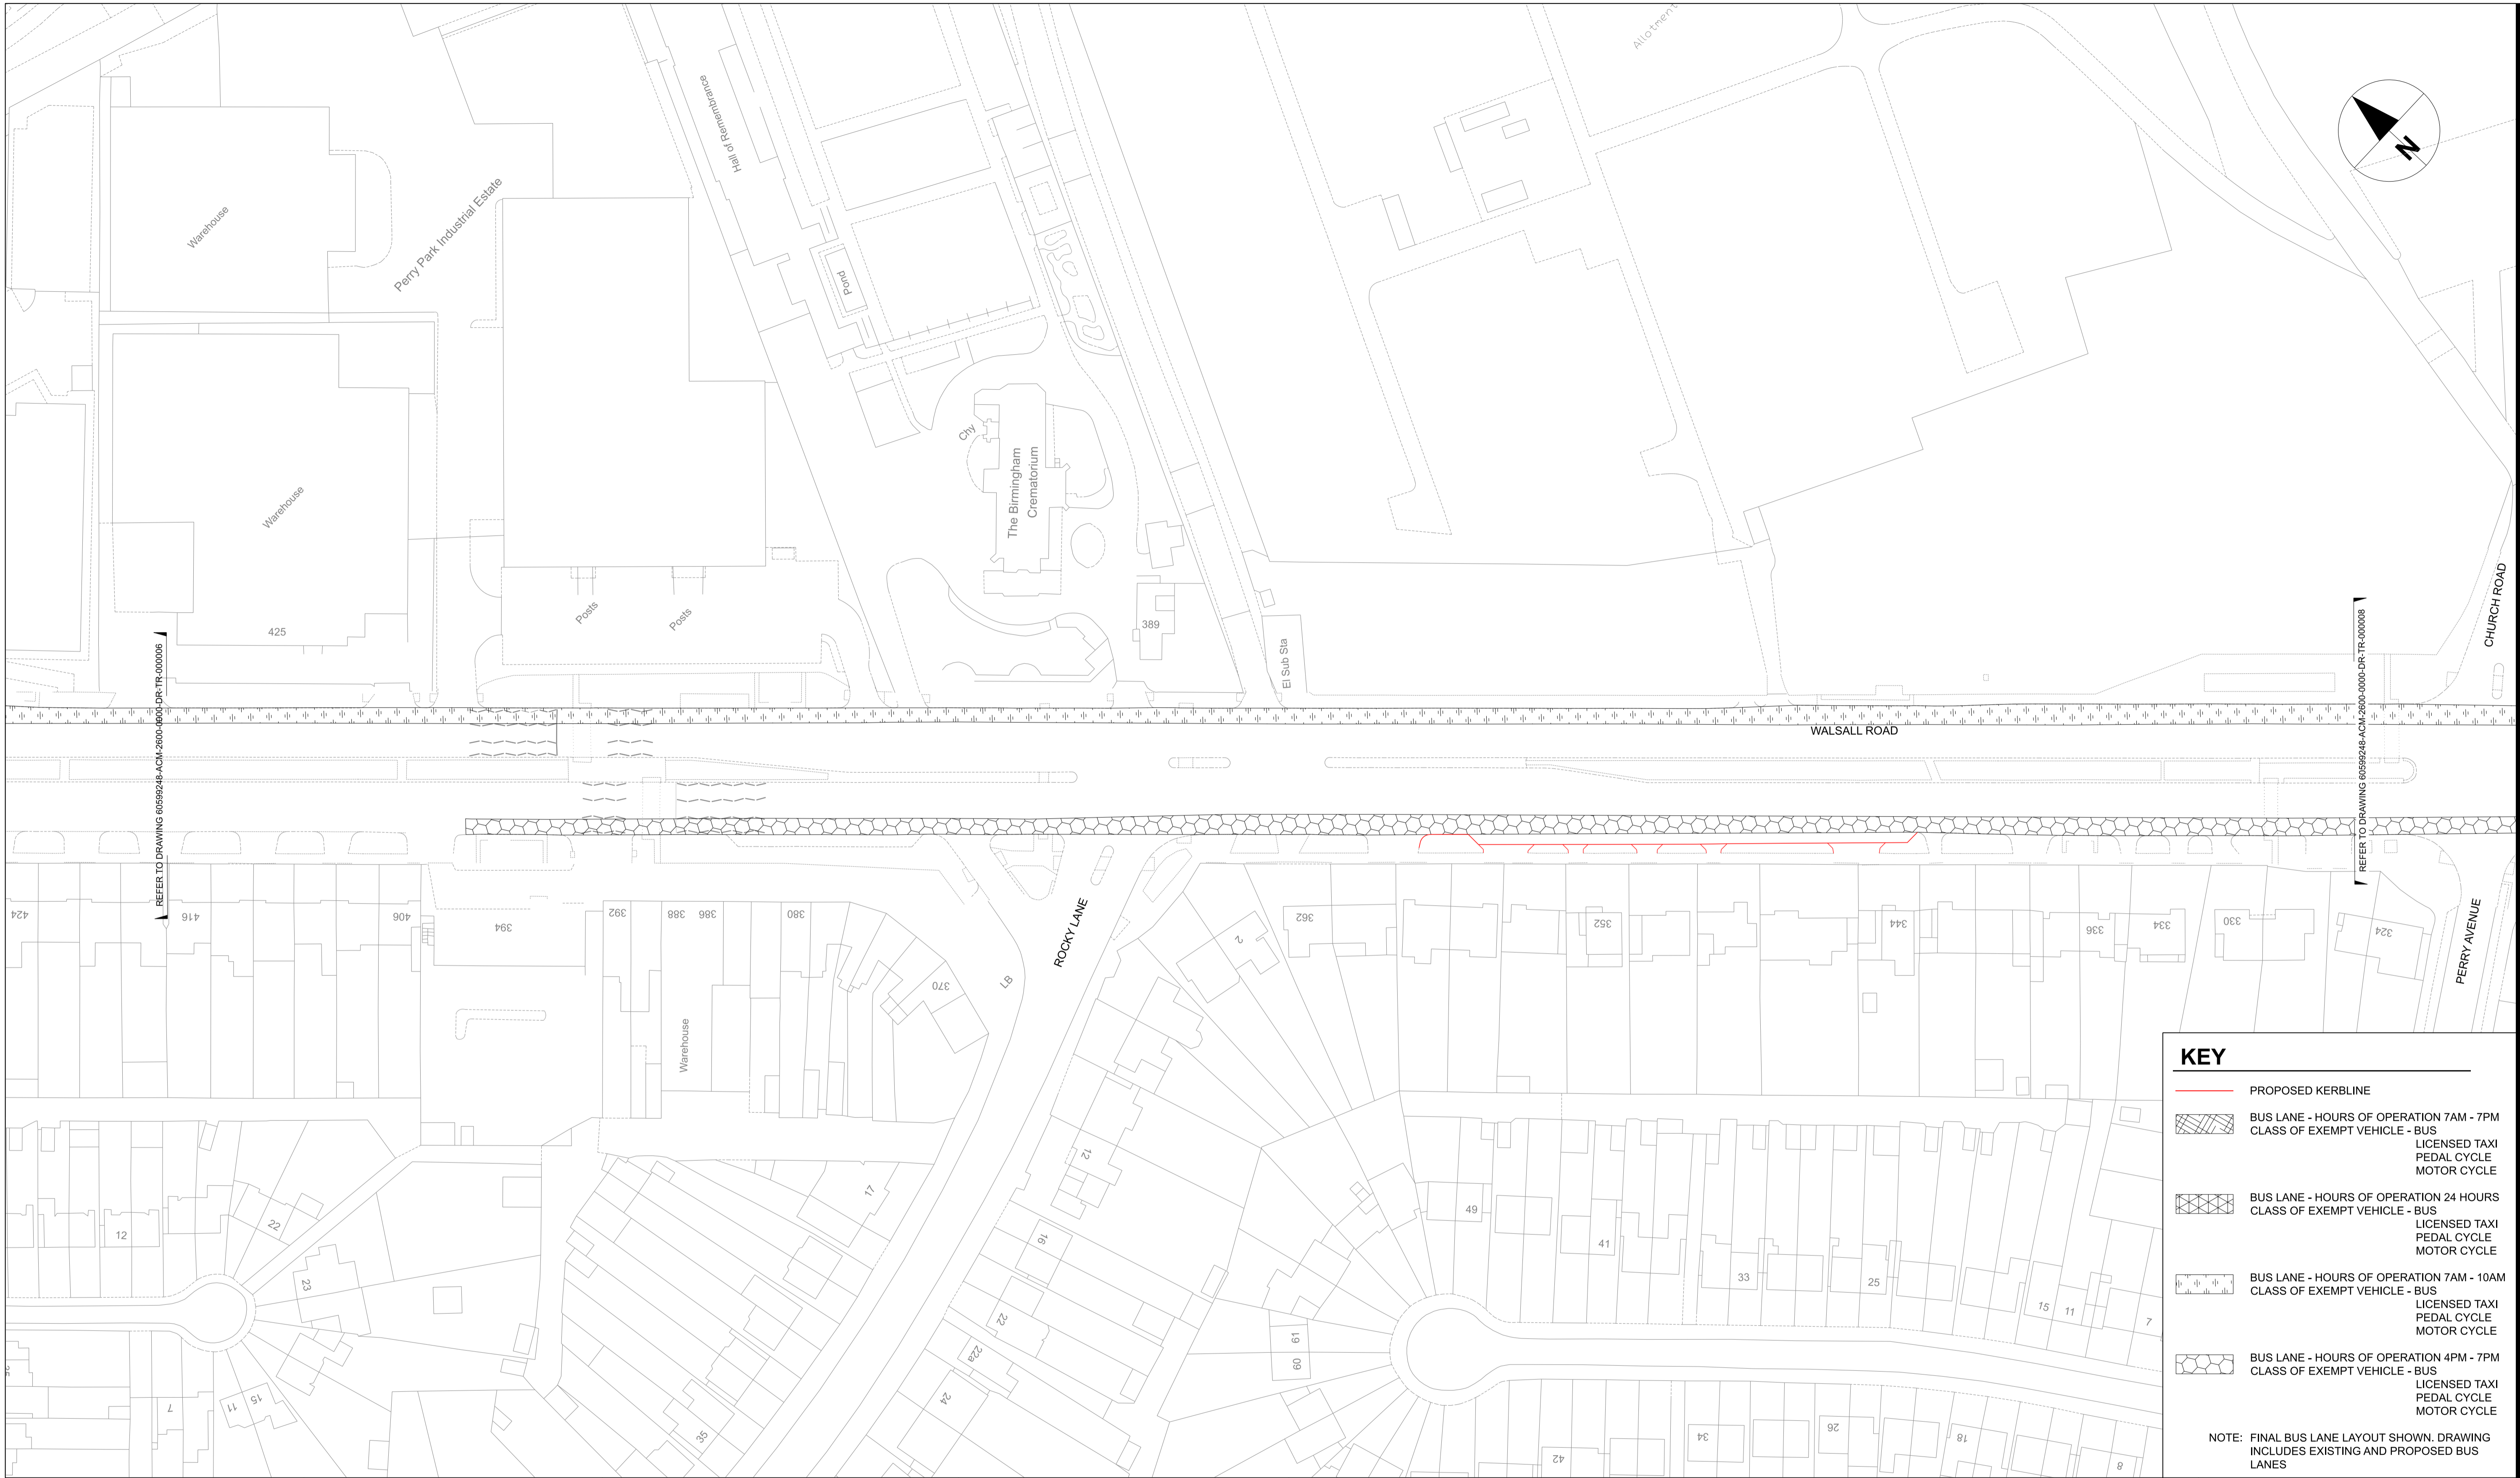 Allotment
N
Hall of Remembrance
Warehouse
Perry Park Industrial Estate
Pond
Chy
The Birmingham
Crematorium
Warehouse
Posts
Posts
425
389
El Sub Sta
CHURCH ROAD
REFER TO DRAWING 60599248-ACM-2600-0000-DR-TR-000006
REFER TO DRAWING 60599248-ACM-2600-0000-DR-TR-000008
WALSALL ROAD
424
416
406
394
392
388
386
380
370
LB
ROCKY LANE
2
362
352
344
336
334
330
324
PERRY AVENUE
Warehouse
12
22
23
12
17
16
22
22a
24
35
7
11
15
49
41
33
25
15
11
7
61
60
42
34
26
18
8
KEY
PROPOSED KERBLINE
BUS LANE - HOURS OF OPERATION 7AM - 7PM
CLASS OF EXEMPT VEHICLE - BUS
LICENSED TAXI
PEDAL CYCLE
MOTOR CYCLE
BUS LANE - HOURS OF OPERATION 24 HOURS
CLASS OF EXEMPT VEHICLE - BUS
LICENSED TAXI
PEDAL CYCLE
MOTOR CYCLE
BUS LANE - HOURS OF OPERATION 7AM - 10AM
CLASS OF EXEMPT VEHICLE - BUS
LICENSED TAXI
PEDAL CYCLE
MOTOR CYCLE
BUS LANE - HOURS OF OPERATION 4PM - 7PM
CLASS OF EXEMPT VEHICLE - BUS
LICENSED TAXI
PEDAL CYCLE
MOTOR CYCLE
NOTE: FINAL BUS LANE LAYOUT SHOWN. DRAWING
INCLUDES EXISTING AND PROPOSED BUS
LANES